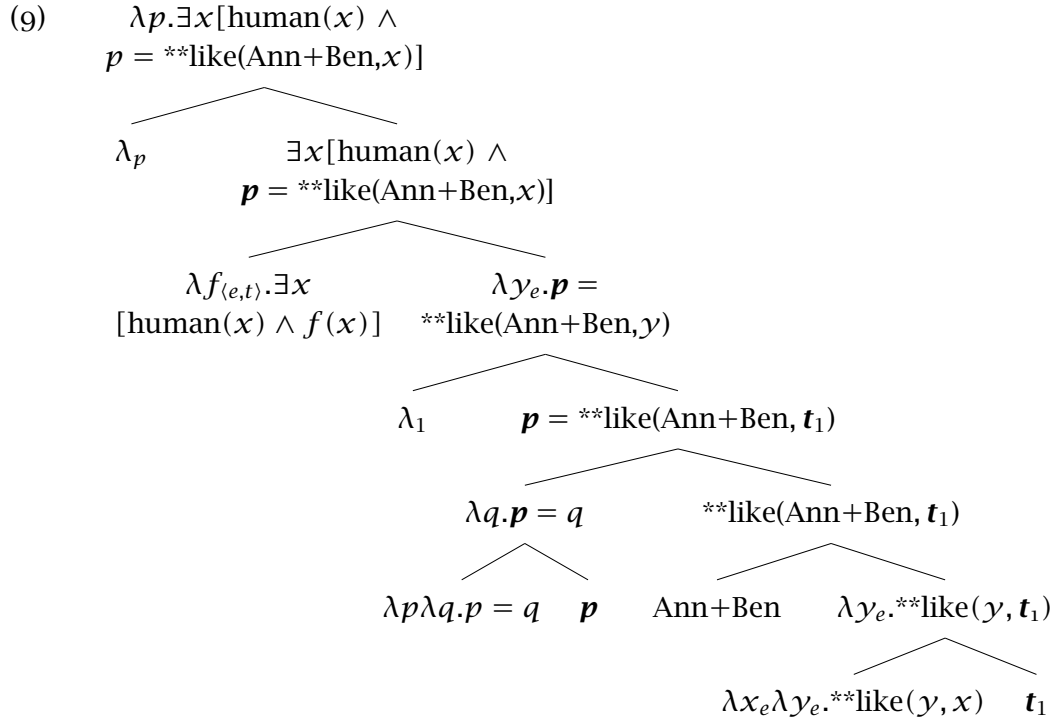 (9)
λp.∃x[human(x) ∧
p = **like(Ann+Ben,x)]
λₚ
∃x[human(x) ∧
p = **like(Ann+Ben,x)]
λf⟨e,t⟩.∃x
[human(x) ∧ f(x)]
λyₑ.p =
**like(Ann+Ben,y)
λ₁
p = **like(Ann+Ben, t₁)
λq.p = q
**like(Ann+Ben, t₁)
λpλq.p = q
p
Ann+Ben
λyₑ.**like(y, t₁)
λxₑλyₑ.**like(y, x)
t₁